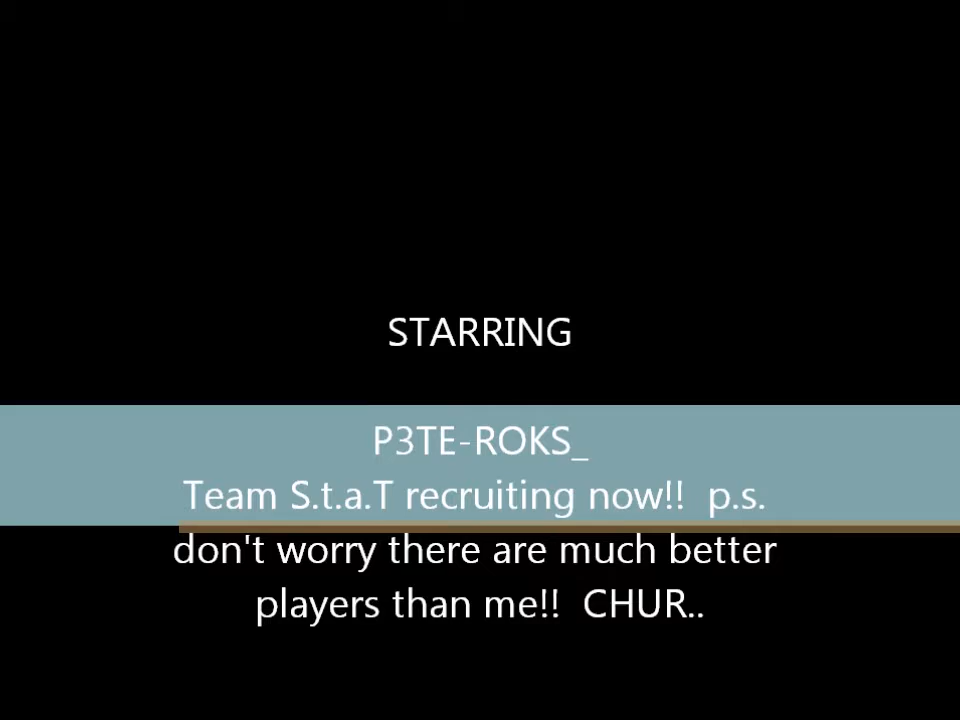 STARRING
P3TE-ROKS_
Team S.t.a.T recruiting now!!  p.s.
don't worry there are much better
players than me!!  CHUR..